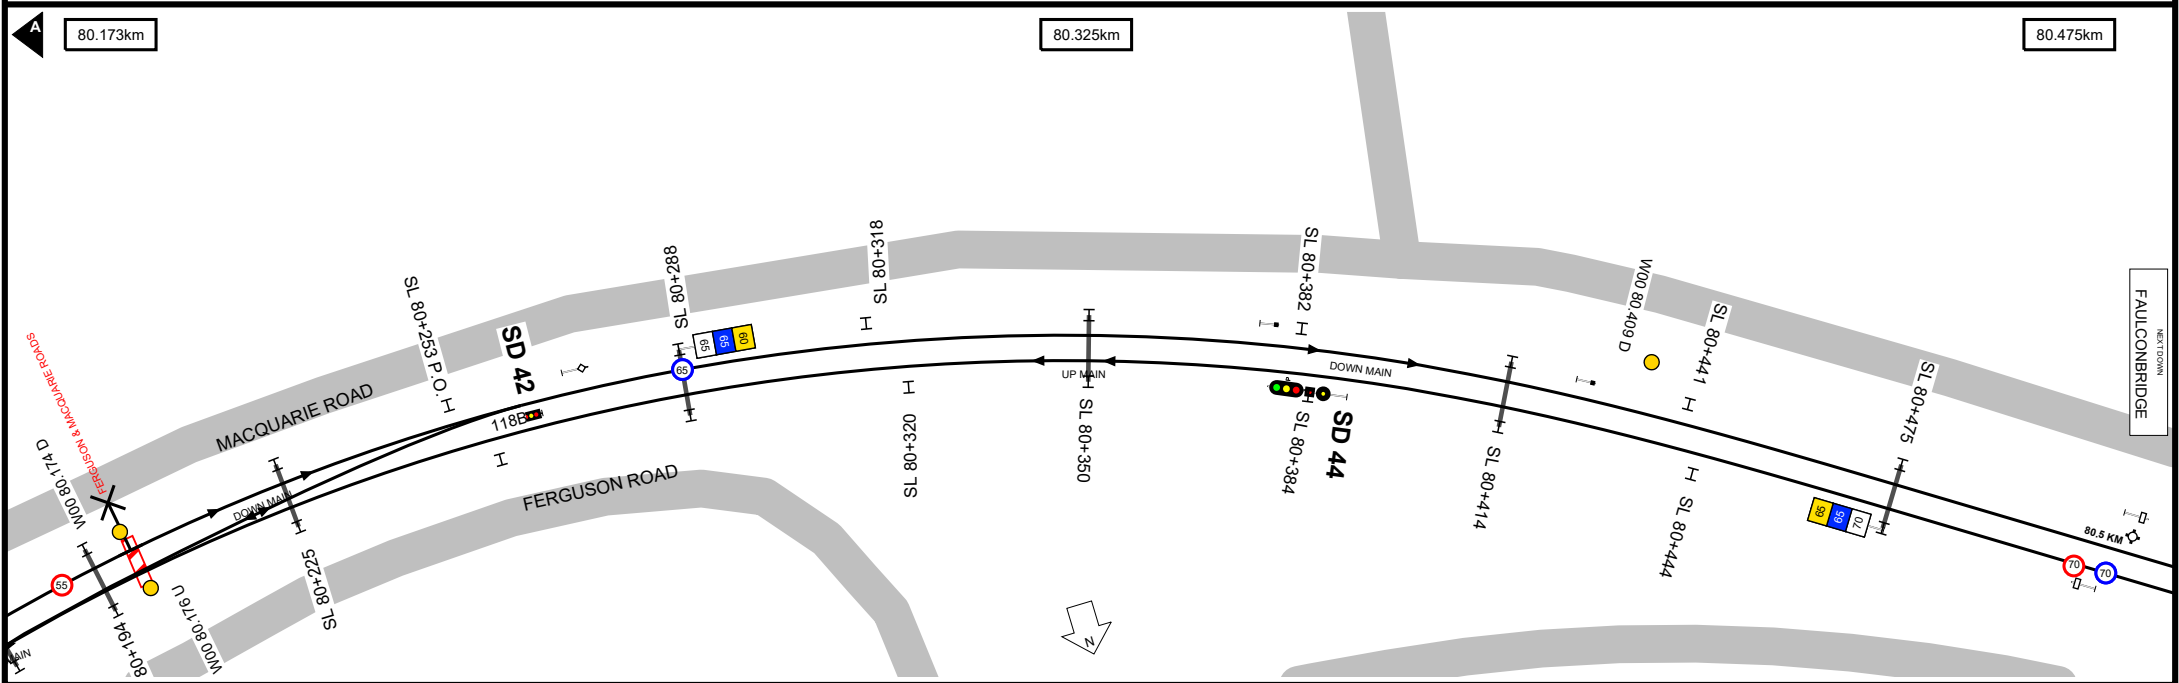 A
80.173km
80.325km
80.475km
FERGUSON & MACQUARIE ROADS
W00 80.174 D
MACQUARIE ROAD
SL 80+253 P.O.
SD 42
118B
SL 80+288
65
65
60
65
SL 80+318
SL 80+320
UP MAIN
SL 80+350
SL 80+382
SL 80+384
SD 44
DOWN MAIN
SL 80+414
W00 80.409 D
SL 80+441
SL 80+444
SL 80+475
65
70
80.5 KM
70
70
NEXT DOWN
FAULCONBRIDGE
DOWN MAIN
FERGUSON ROAD
55
SL 80+225
80+194
W00 80.176 U
N